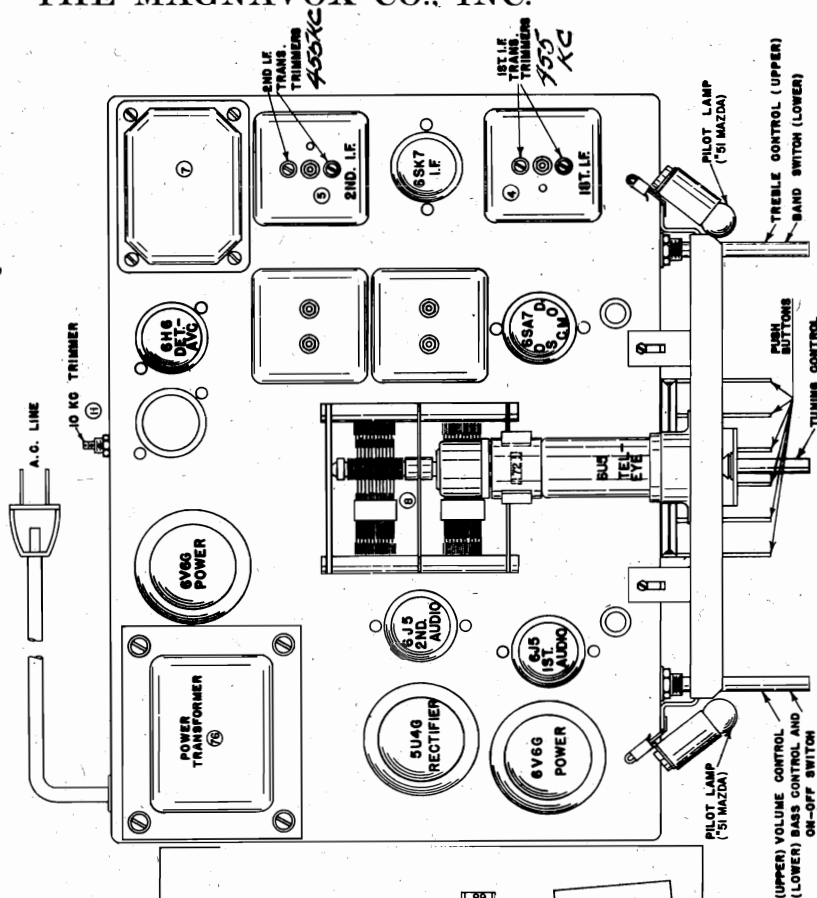 THE MAGNAVOX CO., INC.
2ND I.F.
TRANS.
TRIMMERS
455KC
1ST I.F.
TRANS.
TRIMMERS
455
KC
7
5
2ND. I.F.
6SK7
I.F.
4
1ST. I.F.
PILOT LAMP
(#51 MAZDA)
TREBLE CONTROL (UPPER)
BAND SWITCH (LOWER)
10 KC TRIMMER
11
A.C. LINE
6H6
DET-
AVC
6SA7
D.
S.
C.M.O.
PUSH
BUTTONS
TUNING CONTROL
8
172
6U5
TEL-
EYE
6V6G
POWER
POWER
TRANSFORMER
76
6J5
2ND.
AUDIO
6J5
1ST.
AUDIO
5U4G
RECTIFIER
6V6G
POWER
PILOT LAMP
(#51 MAZDA)
(UPPER) VOLUME CONTROL
(LOWER) BASS CONTROL AND
ON-OFF SWITCH